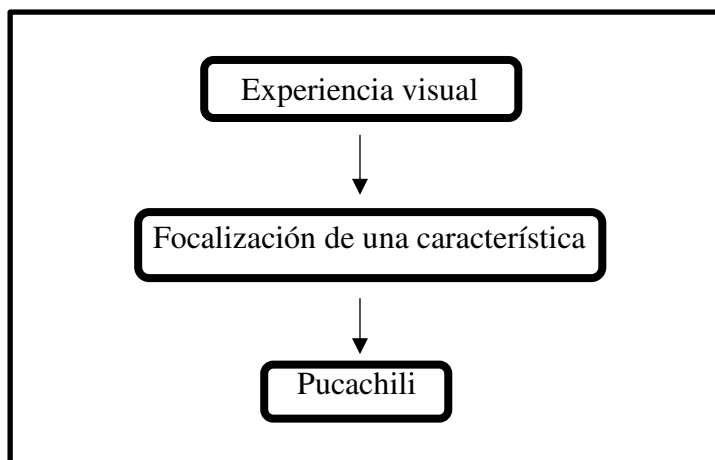 Experiencia visual
Focalización de una característica
Pucachili